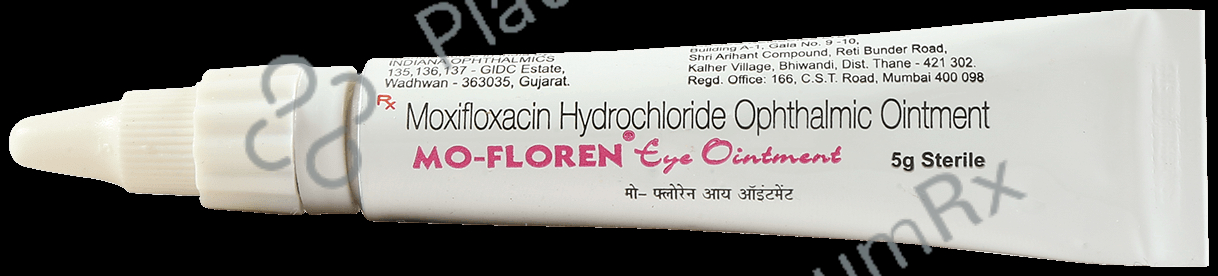 INDIANA OPHTHALMICS
135,136,137 - GIDC Estate,
Wadhwan - 363035, Gujarat.
Building A-1, Gala No. 9 -10,
Shri Arihant Compound, Reti Bunder Road,
Kalher Village, Bhiwandi, Dist. Thane - 421 302.
Regd. Office: 166, C.S.T. Road, Mumbai 400 098
Rx Moxifloxacin Hydrochloride Ophthalmic Ointment
MO-FLOREN® Eye Ointment 5g Sterile
मो- फ्लोरेन आय ऑइंटमेंट